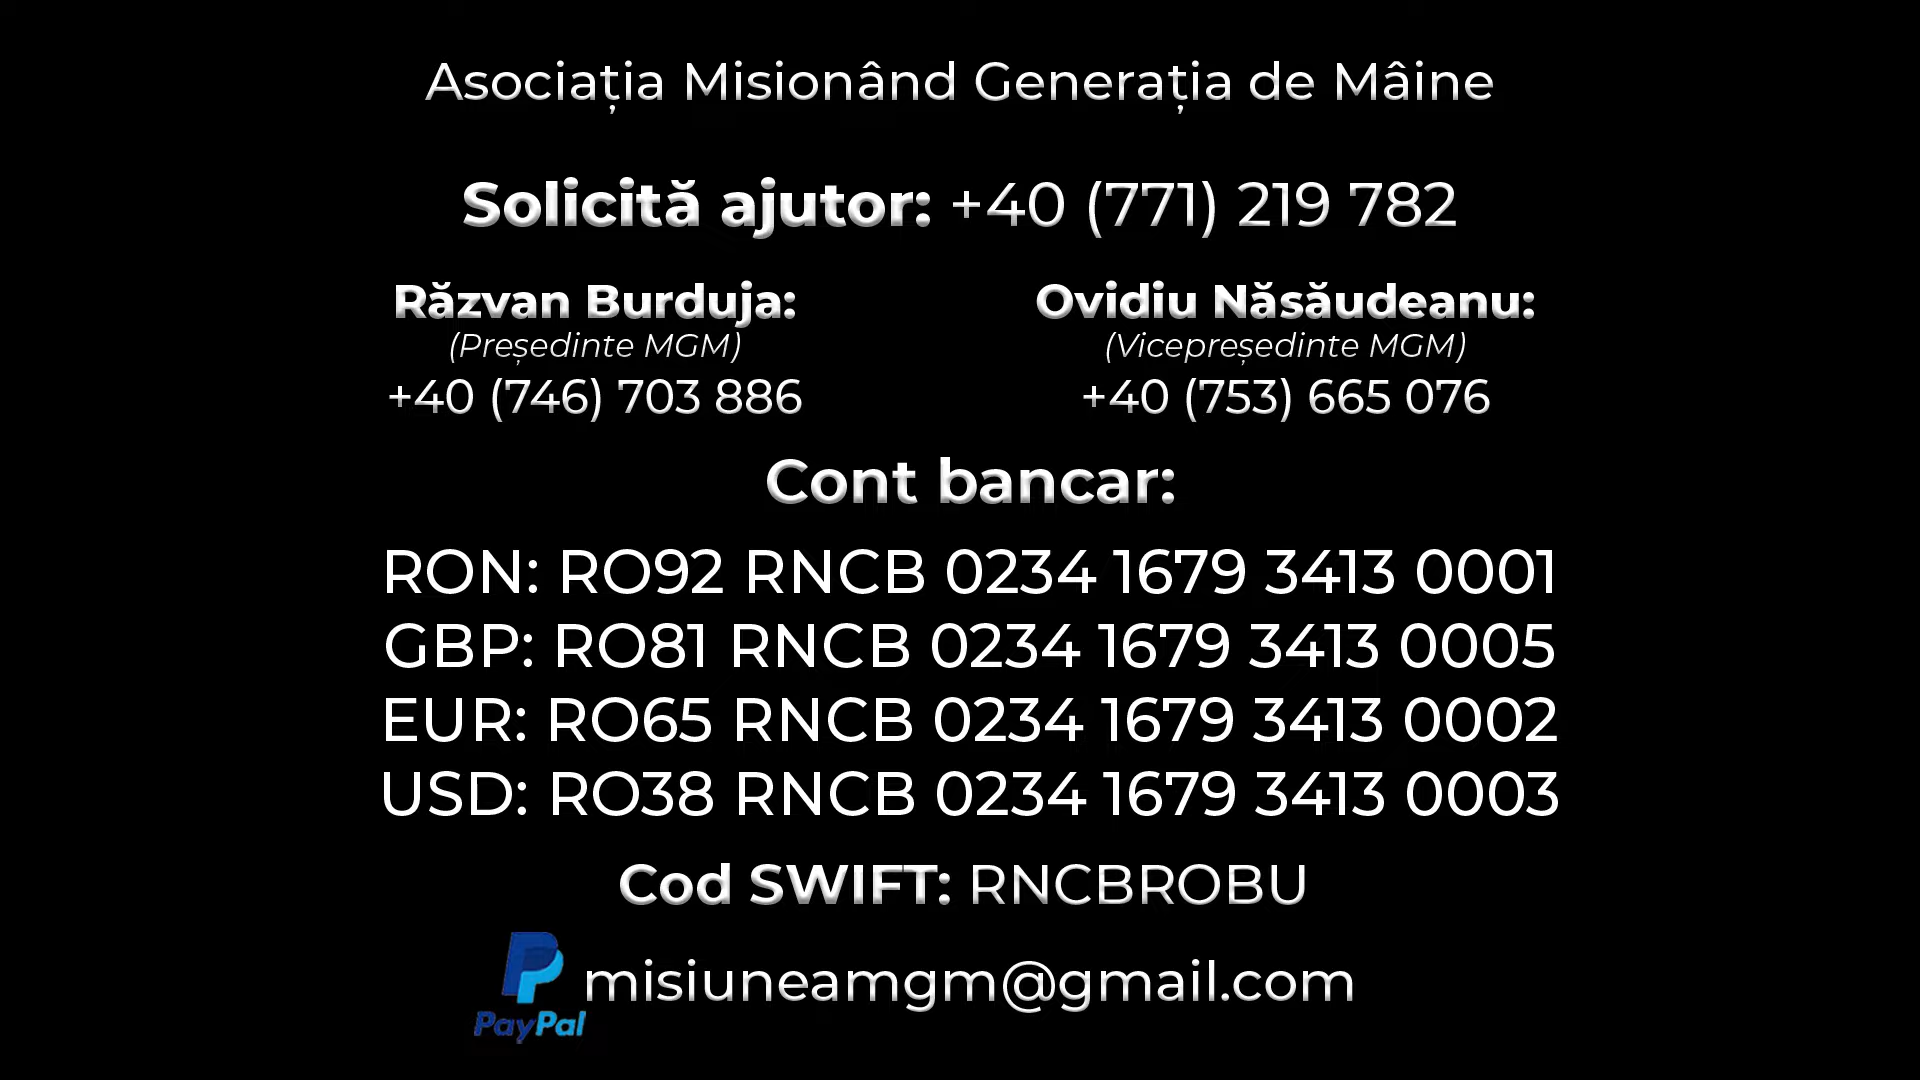 Asociația Misionând Generația de Mâine
Solicită ajutor: +40 (771) 219 782
Răzvan Burduja:
(Președinte MGM)
+40 (746) 703 886
Ovidiu Năsăudeanu:
(Vicepreședinte MGM)
+40 (753) 665 076
Cont bancar:
RON: RO92 RNCB 0234 1679 3413 0001
GBP: RO81 RNCB 0234 1679 3413 0005
EUR: RO65 RNCB 0234 1679 3413 0002
USD: RO38 RNCB 0234 1679 3413 0003
Cod SWIFT: RNCBROBU
misiuneamgm@gmail.com
PayPal